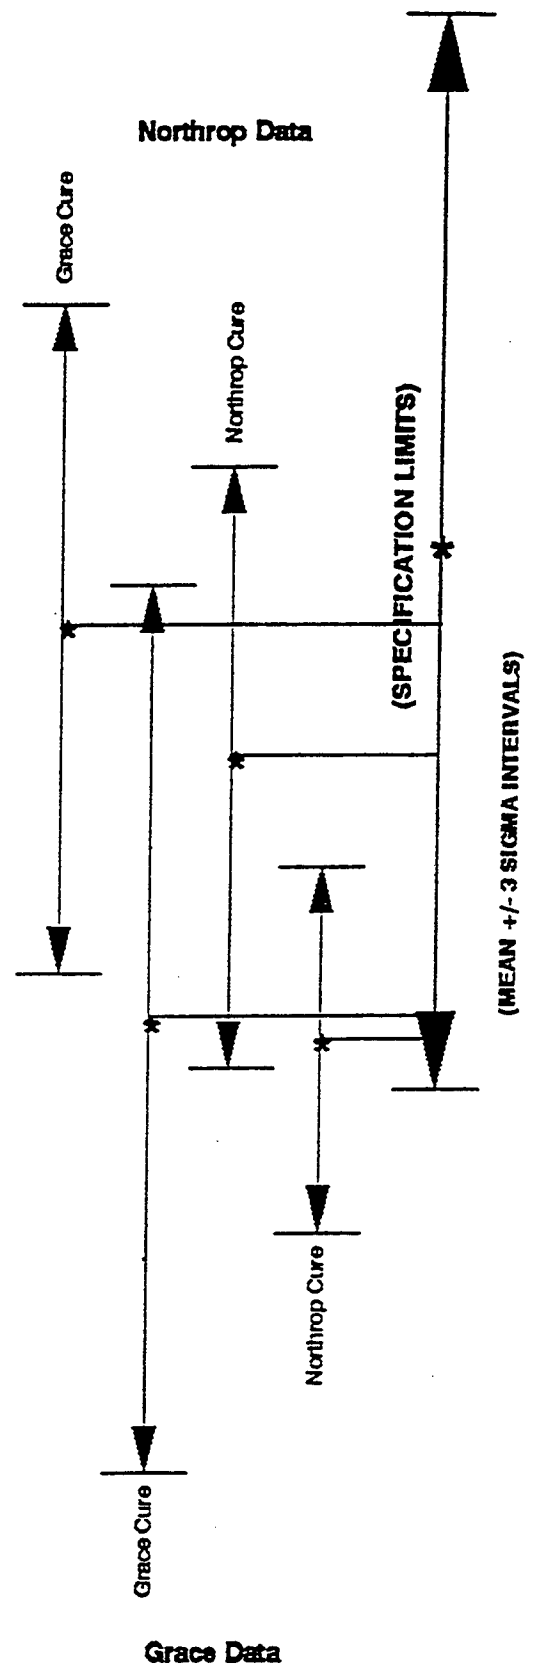 Northrop Data
Grace Cure
Northrop Cure
(SPECIFICATION LIMITS)
(MEAN +/- 3 SIGMA INTERVALS)
Northrop Cure
Grace Cure
Grace Data